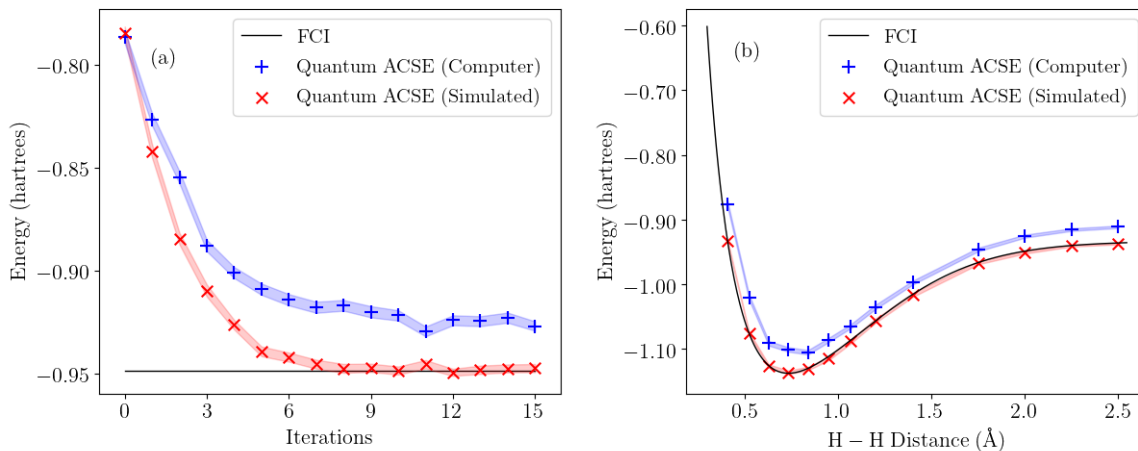 (a)
FCI
Quantum ACSE (Computer)
Quantum ACSE (Simulated)
Energy (hartrees)
−0.80
−0.85
−0.90
−0.95
0
3
6
9
12
15
Iterations
(b)
FCI
Quantum ACSE (Computer)
Quantum ACSE (Simulated)
Energy (hartrees)
−0.60
−0.70
−0.80
−0.90
−1.00
−1.10
0.5
1.0
1.5
2.0
2.5
H − H Distance (Å)